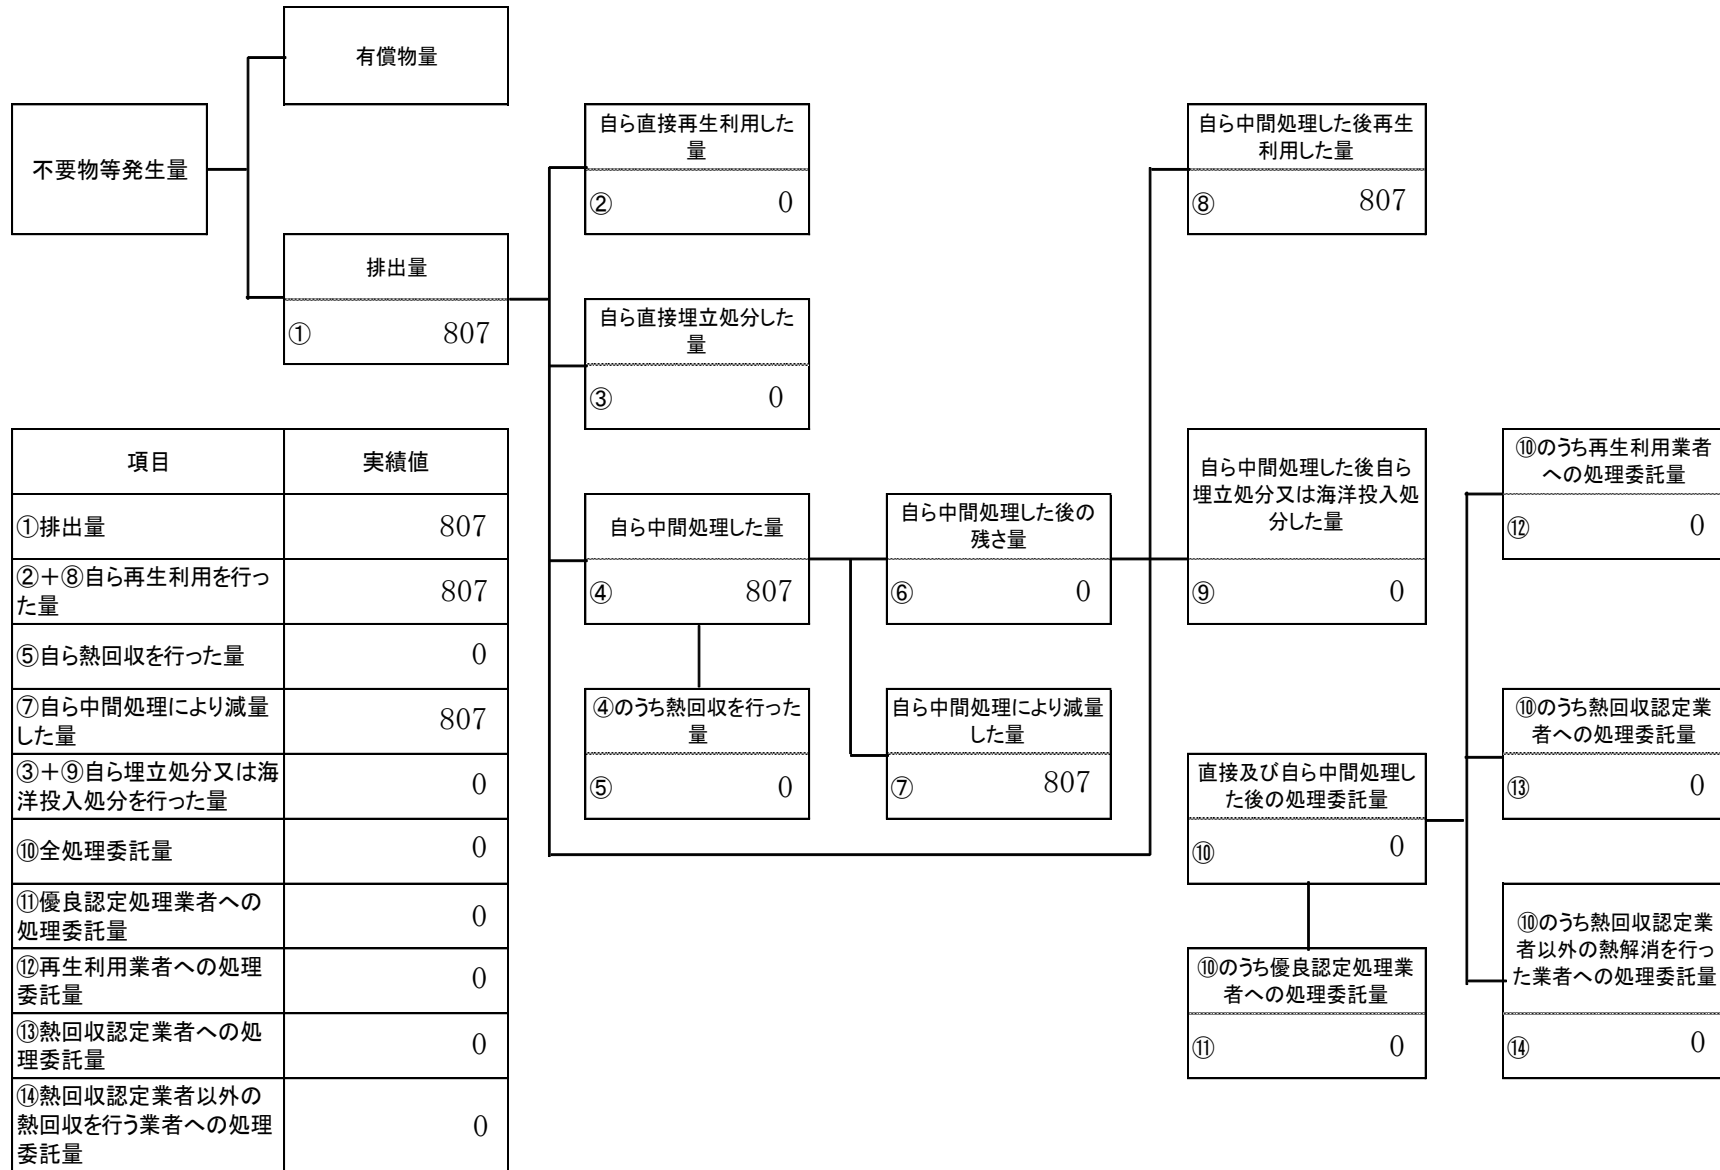 有償物量
不要物等発生量
排出量
① 807
自ら直接再生利用した
量
② 0
自ら直接埋立処分した
量
③ 0
自ら中間処理した量
④ 807
④のうち熱回収を行った
量
⑤ 0
自ら中間処理した後の
残さ量
⑥ 0
自ら中間処理により減量
した量
⑦ 807
自ら中間処理した後再生
利用した量
⑧ 807
自ら中間処理した後自ら
埋立処分又は海洋投入処
分した量
⑨ 0
直接及び自ら中間処理し
た後の処理委託量
⑩ 0
⑩のうち優良認定処理業
者への処理委託量
⑪ 0
⑩のうち再生利用業者
への処理委託量
⑫ 0
⑩のうち熱回収認定業
者への処理委託量
⑬ 0
⑩のうち熱回収認定業
者以外の熱解消を行っ
た業者への処理委託量
⑭ 0
項目 実績値
①排出量 807
②＋⑧自ら再生利用を行っ
た量 807
⑤自ら熱回収を行った量 0
⑦自ら中間処理により減量
した量 807
③＋⑨自ら埋立処分又は海
洋投入処分を行った量 0
⑩全処理委託量 0
⑪優良認定処理業者への
処理委託量 0
⑫再生利用業者への処理
委託量 0
⑬熱回収認定業者への処
理委託量 0
⑭熱回収認定業者以外の
熱回収を行う業者への処理
委託量 0